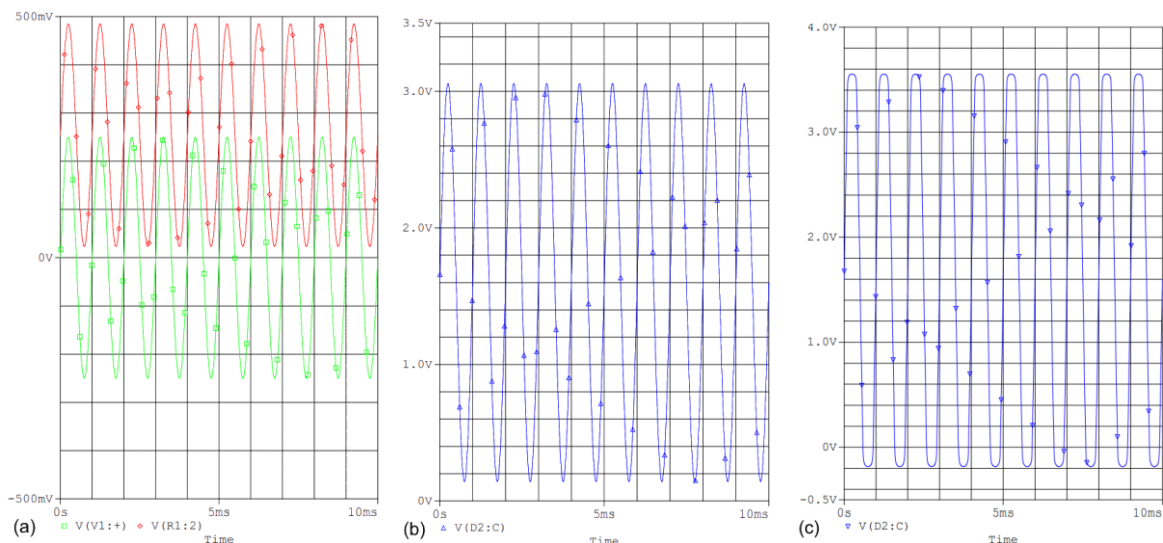 500mV
0V
-500mV
0s
5ms
10ms
(a)
V(V1:+)
V(R1:2)
Time
3.5V
3.0V
2.0V
1.0V
0V
0s
5ms
10ms
(b)
V(D2:C)
Time
4.0V
3.0V
2.0V
1.0V
0V
-0.5V
0s
5ms
10ms
(c)
V(D2:C)
Time